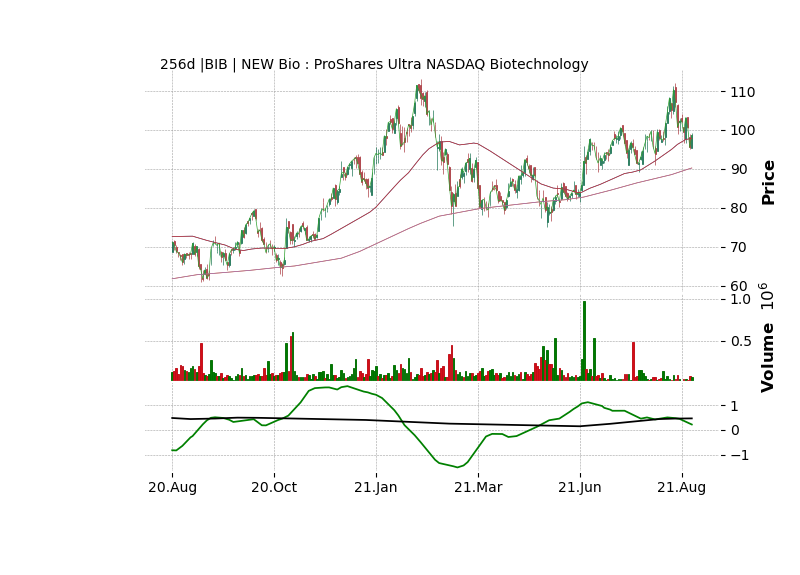 256d |BIB | NEW Bio : ProShares Ultra NASDAQ Biotechnology
110
100
90
80
70
60
Price
1.0
0.5
Volume 10⁶
1
0
−1
20.Aug 20.Oct 21.Jan 21.Mar 21.Jun 21.Aug